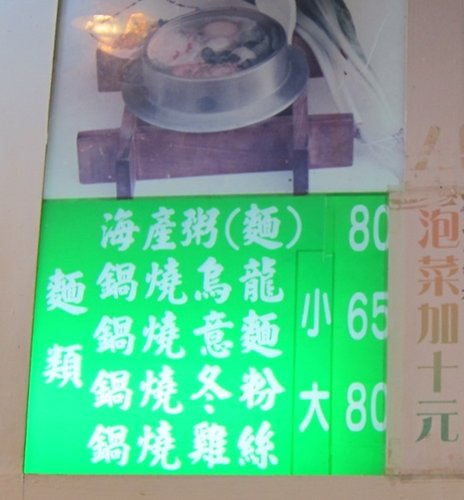 海產粥(麵) 80
麵類
鍋燒烏龍
鍋燒意麵
鍋燒冬粉
鍋燒雞絲
小 65
大 80
泡菜加十元